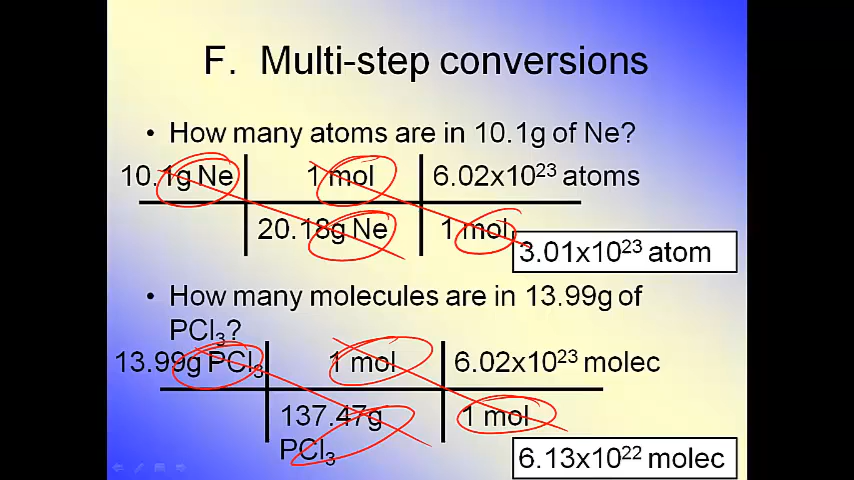 F. Multi-step conversions
• How many atoms are in 10.1g of Ne?
10.1g Ne 1 mol 6.02x10²³ atoms
20.18g Ne 1 mol
3.01x10²³ atom
• How many molecules are in 13.99g of
PCl₃?
13.99g PCl₃ 1 mol 6.02x10²³ molec
137.47g 1 mol
PCl₃
6.13x10²² molec